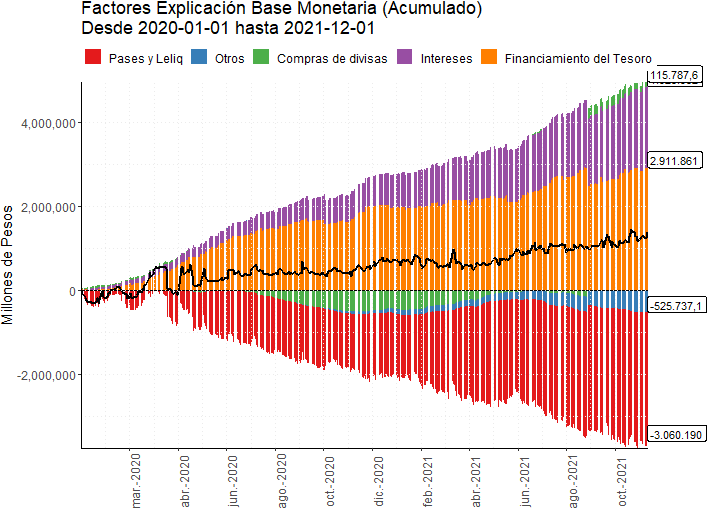 Factores Explicación Base Monetaria (Acumulado)
Desde 2020-01-01 hasta 2021-12-01
Pases y Leliq
Otros
Compras de divisas
Intereses
Financiamiento del Tesoro
115.787,6
4,000,000
2.911.861
2,000,000
0
-525.737,1
-2,000,000
-3.060.190
Millones de Pesos
mar.-2020
abr.-2020
jun.-2020
ago.-2020
oct.-2020
dic.-2020
feb.-2021
abr.-2021
jun.-2021
ago.-2021
oct.-2021